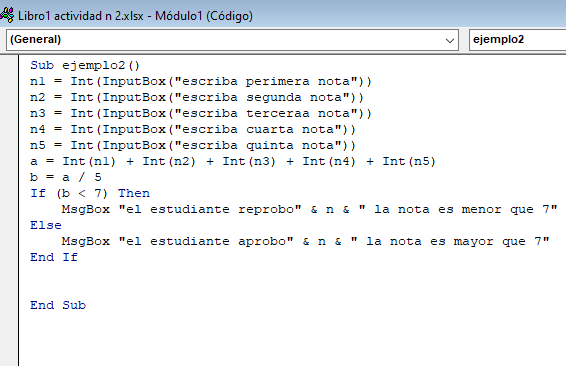 Libro1 actividad n 2.xlsx - Módulo1 (Código)
(General) ejemplo2
Sub ejemplo2()
n1 = Int(InputBox("escriba perimera nota"))
n2 = Int(InputBox("escriba segunda nota"))
n3 = Int(InputBox("escriba terceraa nota"))
n4 = Int(InputBox("escriba cuarta nota"))
n5 = Int(InputBox("escriba quinta nota"))
a = Int(n1) + Int(n2) + Int(n3) + Int(n4) + Int(n5)
b = a / 5
If (b < 7) Then
    MsgBox "el estudiante reprobo" & n & " la nota es menor que 7"
Else
    MsgBox "el estudiante aprobo" & n & " la nota es mayor que 7"
End If
End Sub